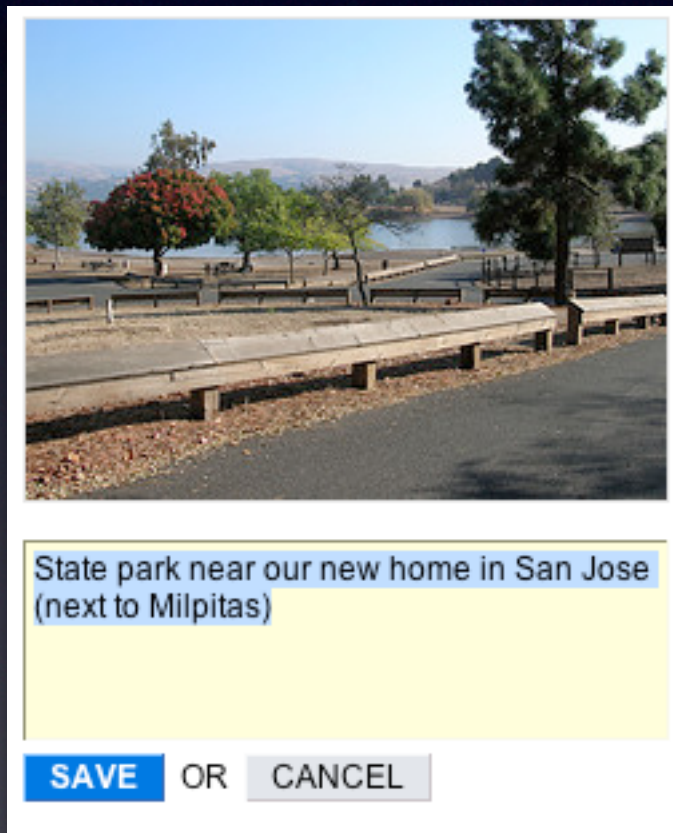 State park near our new home in San Jose
(next to Milpitas)
SAVE OR CANCEL